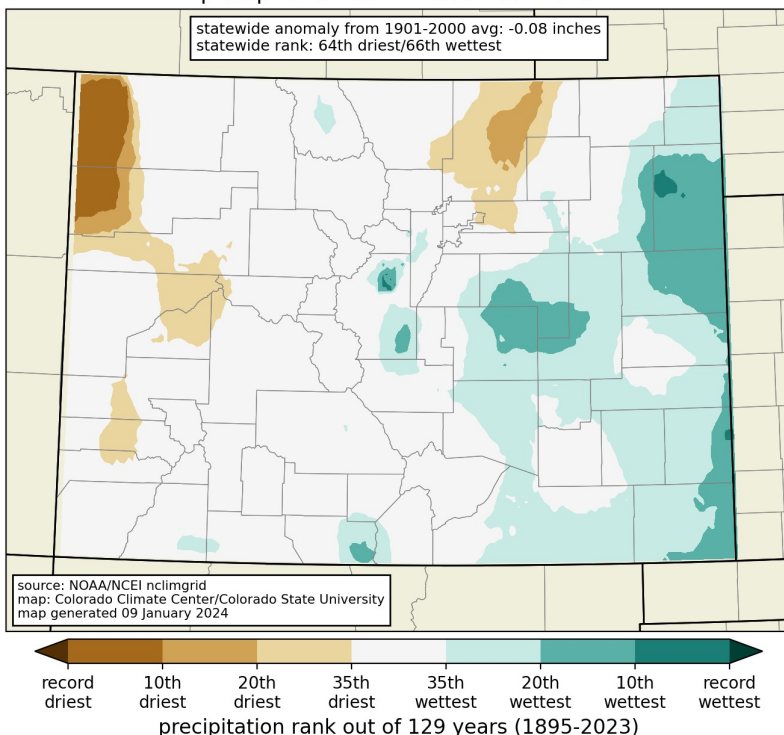 statewide anomaly from 1901-2000 avg: -0.08 inches
statewide rank: 64th driest/66th wettest
source: NOAA/NCEI nclimgrid
map: Colorado Climate Center/Colorado State University
map generated 09 January 2024
record driest
10th driest
20th driest
35th driest
35th wettest
20th wettest
10th wettest
record wettest
precipitation rank out of 129 years (1895-2023)